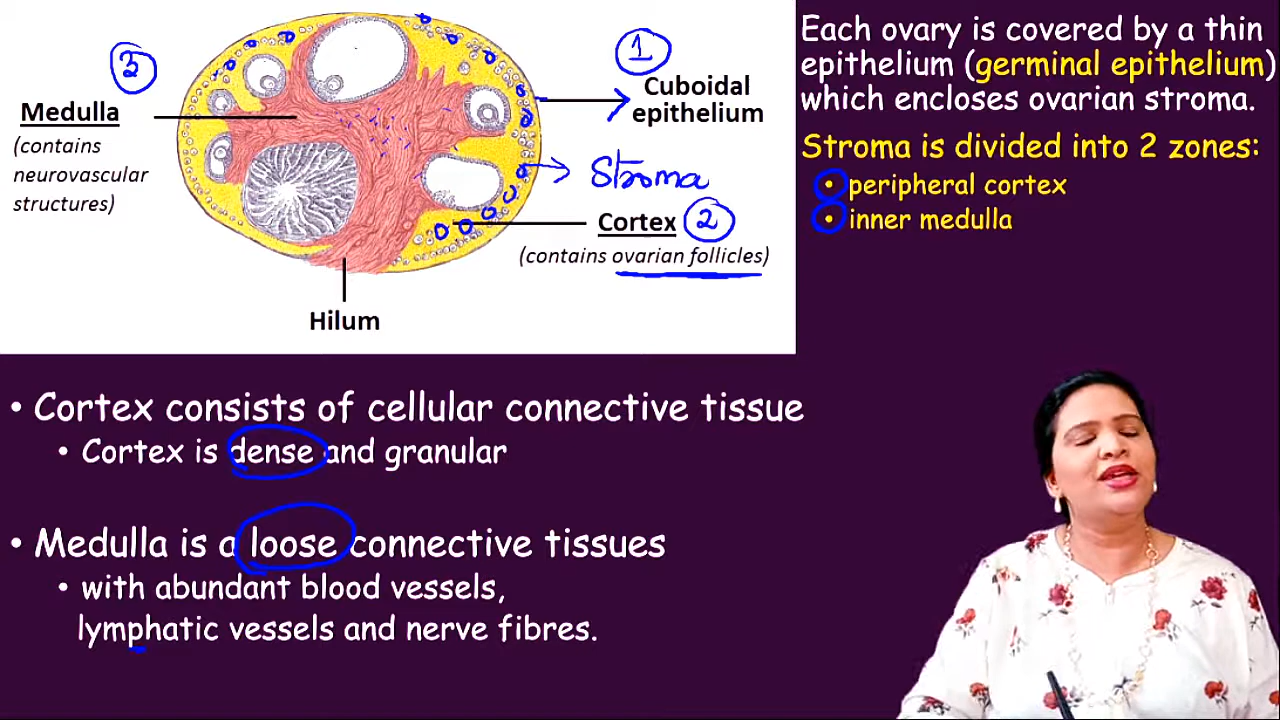 3
1
Medulla
(contains
neurovascular
structures)
Cuboidal
epithelium
Stroma
Cortex 2
(contains ovarian follicles)
Hilum
Each ovary is covered by a thin
epithelium (germinal epithelium)
which encloses ovarian stroma.
Stroma is divided into 2 zones:
• peripheral cortex
• inner medulla
• Cortex consists of cellular connective tissue
• Cortex is dense and granular
• Medulla is a loose connective tissues
• with abundant blood vessels,
lymphatic vessels and nerve fibres.